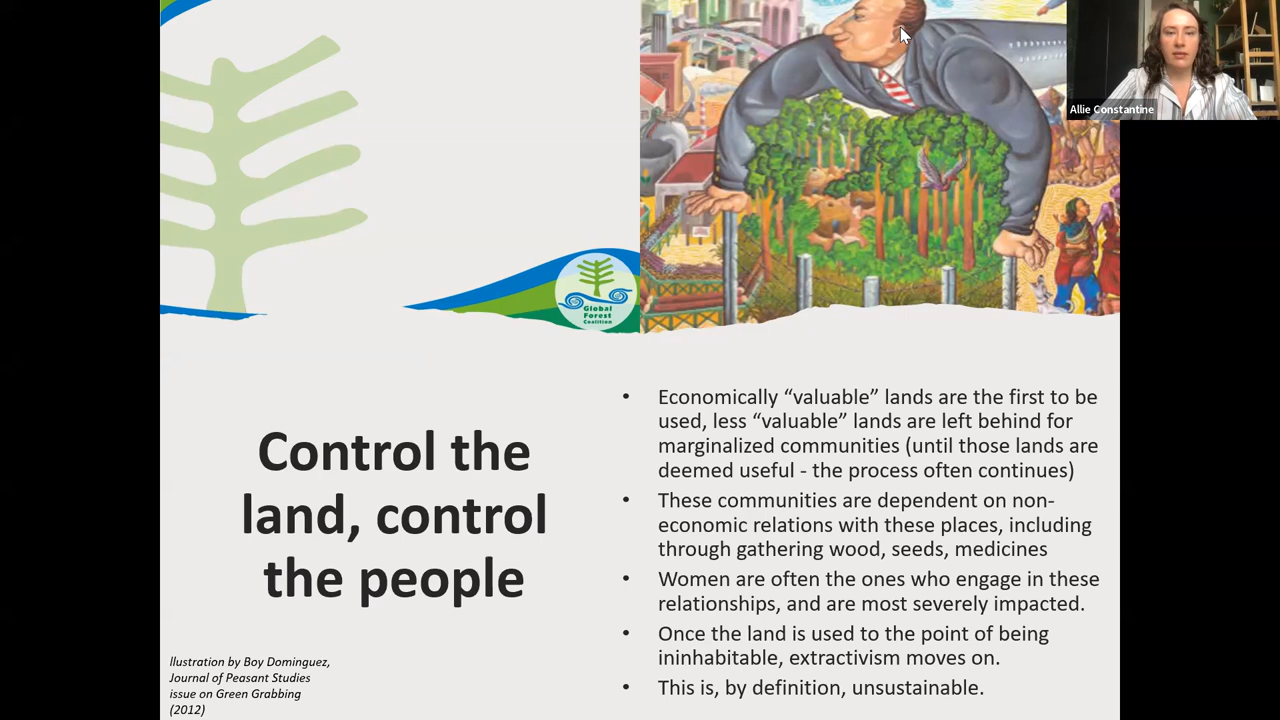 Allie Constantine
Global
Forest
Coalition
Control the
land, control
the people
• Economically “valuable” lands are the first to be
used, less “valuable” lands are left behind for
marginalized communities (until those lands are
deemed useful - the process often continues)
• These communities are dependent on non-
economic relations with these places, including
through gathering wood, seeds, medicines
• Women are often the ones who engage in these
relationships, and are most severely impacted.
• Once the land is used to the point of being
ininhabitable, extractivism moves on.
• This is, by definition, unsustainable.
llustration by Boy Dominguez,
Journal of Peasant Studies
issue on Green Grabbing
(2012)